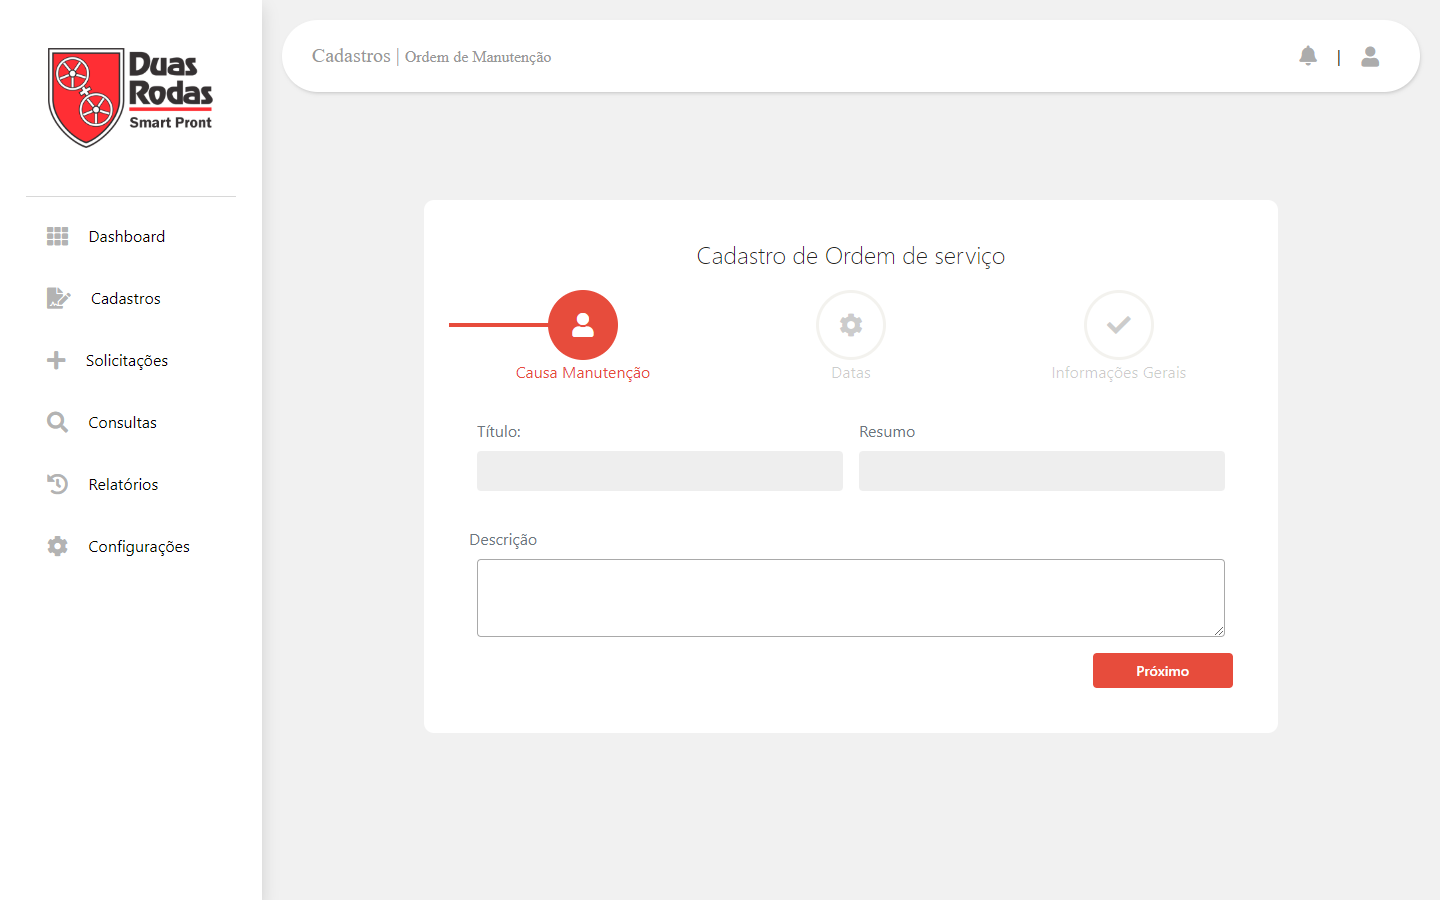 Duas
Rodas
Smart Pront
Dashboard
Cadastros
Solicitações
Consultas
Relatórios
Configurações
Cadastros | Ordem de Manutenção
|
Cadastro de Ordem de serviço
Causa Manutenção
Datas
Informações Gerais
Título:
Resumo
Descrição
Próximo